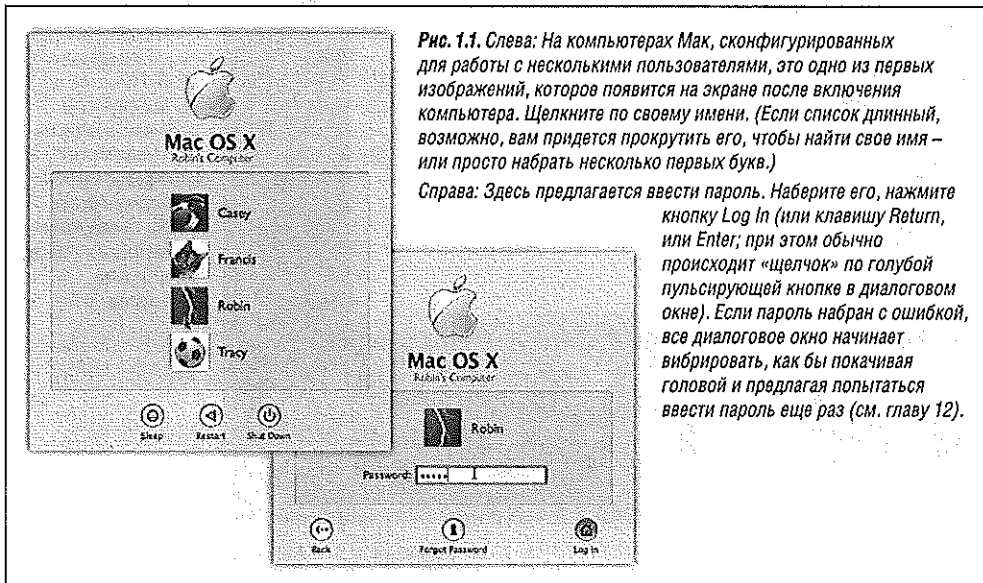 Рис. 1.1. Слева: На компьютерах Мак, сконфигурированных
для работы с несколькими пользователями, это одно из первых
изображений, которое появится на экране после включения
компьютера. Щелкните по своему имени. (Если список длинный,
возможно, вам придется прокрутить его, чтобы найти свое имя –
или просто набрать несколько первых букв.)
Справа: Здесь предлагается ввести пароль. Наберите его, нажмите
кнопку Log In (или клавишу Return,
или Enter; при этом обычно
происходит «щелчок» по голубой
пульсирующей кнопке в диалоговом
окне). Если пароль набран с ошибкой,
все диалоговое окно начинает
вибрировать, как бы покачивая
головой и предлагая попытаться
ввести пароль еще раз (см. главу 12).
Mac OS X
Robin's Computer
Casey
Francis
Robin
Tracy
Sleep Restart Shut Down
Mac OS X
Robin's Computer
Robin
Password: •••••
Back Forgot Password Log In